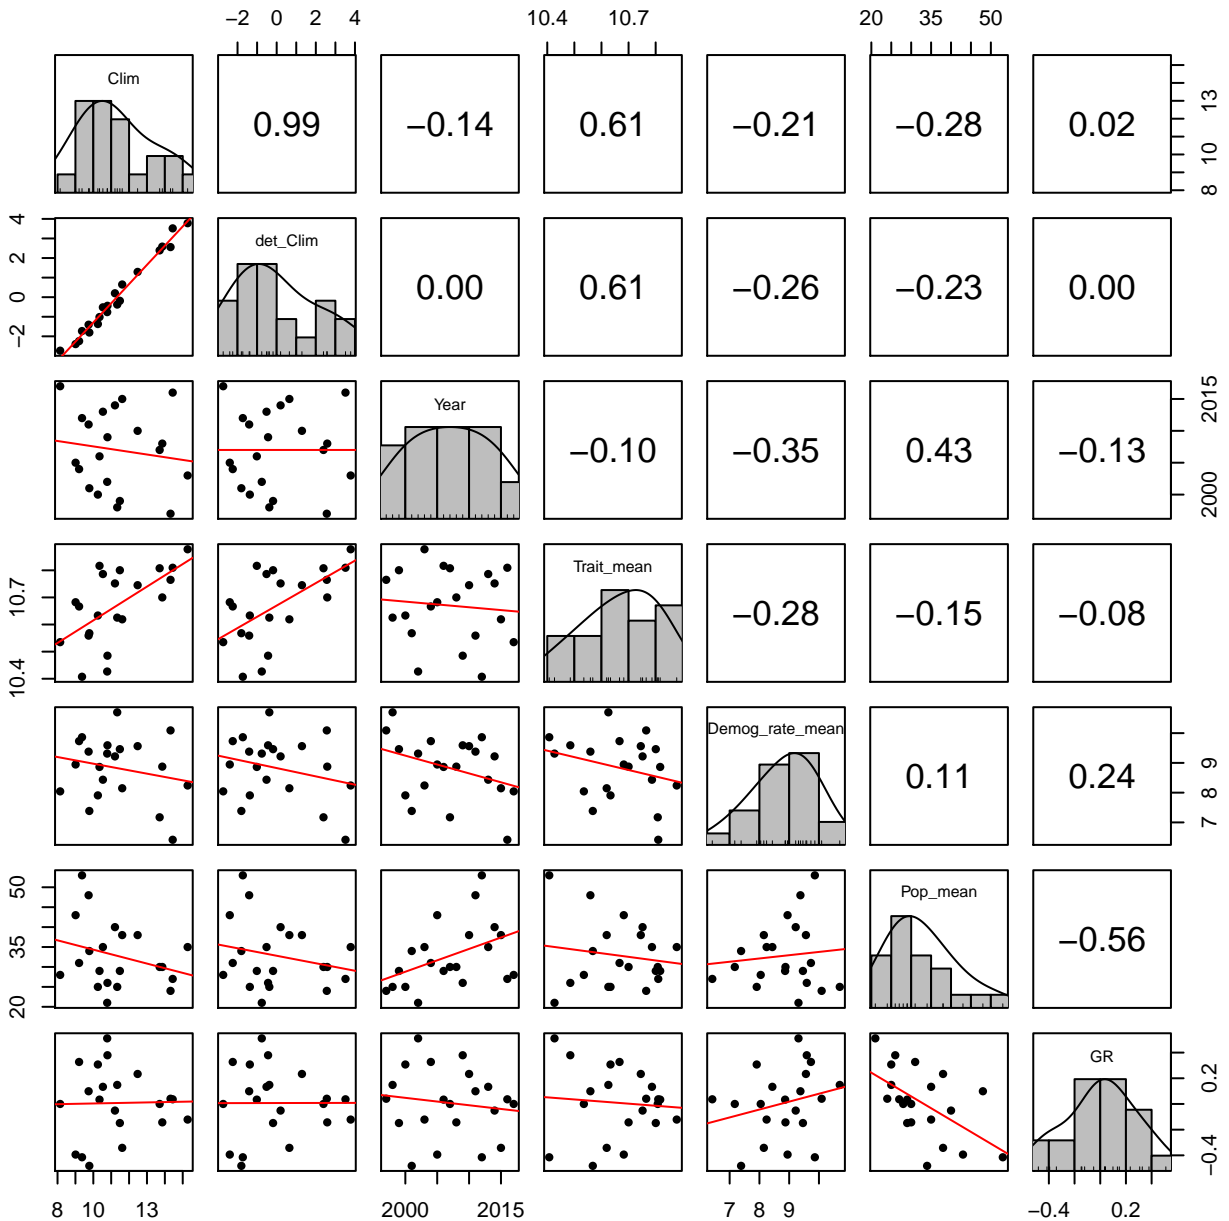 −2 0 2 4 10.4 10.7 20 35 50
Clim 0.99 −0.14 0.61 −0.21 −0.28 0.02 8 10 13
−2 0 2 4 det_Clim 0.00 0.61 −0.26 −0.23 0.00
Year −0.10 −0.35 0.43 −0.13 2000 2015
10.4 10.7 Trait_mean −0.28 −0.15 −0.08
Demog_rate_mean 0.11 0.24 7 8 9
20 35 50 Pop_mean −0.56
GR −0.4 0.2
8 10 13 2000 2015 7 8 9 −0.4 0.2